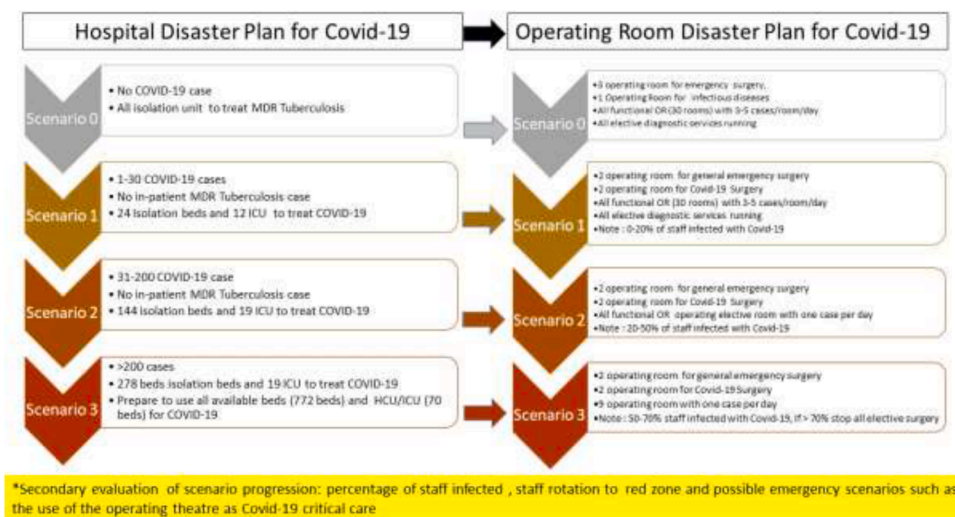 Hospital Disaster Plan for Covid-19
Operating Room Disaster Plan for Covid-19
Scenario 0
• No COVID-19 case
• All isolation unit to treat MDR Tuberculosis
Scenario 0
operating room for emergency surgery,
•1 Operating Room for infectious diseases
•All functional OR (30 rooms) with 3-5 cases/room/day
•All elective diagnostic services running
Scenario 1
• 1-30 COVID-19 cases
• No in-patient MDR Tuberculosis case
• 24 Isolation beds and 12 ICU to treat COVID-19
Scenario 1
•2 operating room for general emergency surgery
•2 operating room for Covid-19 Surgery
•All functional OR (30 rooms) with 3-5 cases/room/day
•All elective diagnostic services running
•Note : 0-20% of staff infected with Covid-19
Scenario 2
• 31-200 COVID-19 case
• No in-patient MDR Tuberculosis case
• 144 isolation beds and 19 ICU to treat COVID-19
Scenario 2
•2 operating room for general emergency surgery
•2 operating room for Covid-19 Surgery
•All functional OR operating elective room with one case per day
•Note : 20-50% of staff infected with Covid-19
Scenario 3
• >200 cases
• 278 beds isolation beds and 19 ICU to treat COVID-19
• Prepare to use all available beds (772 beds) and HCU/ICU (70
beds) for COVID-19
Scenario 3
•2 operating room for general emergency surgery
•2 operating room for Covid-19 Surgery
•9 operating room with one case per day
•Note : 50-70% staff infected with Covid-19, If > 70% stop all elective surgery
*Secondary evaluation of scenario progression: percentage of staff infected , staff rotation to red zone and possible emergency scenarios such as
the use of the operating theatre as Covid-19 critical care